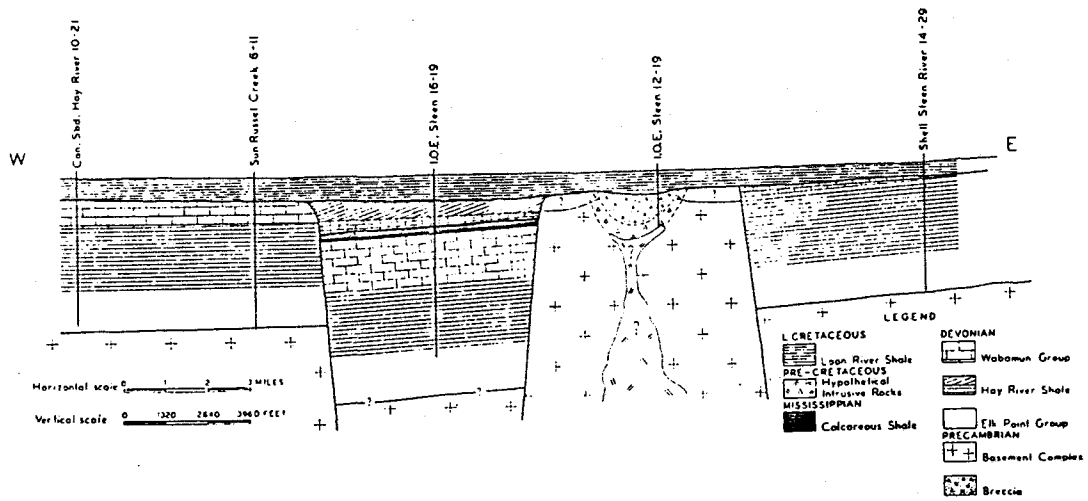 Can. Sbd. Hay River 10-21
Sun Russel Creek 6-11
I.O.E. Steen 16-19
I.O.E. Steen 12-19
Shell Steen River 14-29
W
E
?
?
?
?
?
?
Horizontal scale 0 1 2 3 MILES
Vertical scale 0 1320 2640 3960 FEET
LEGEND
L CRETACEOUS
Loon River Shale
PRE-CRETACEOUS
Hypothetical
Intrusive Rocks
MISSISSIPPIAN
Calcareous Shale
DEVONIAN
Wabamun Group
Hay River Shale
Elk Point Group
PRECAMBRIAN
Basement Complex
Breccia